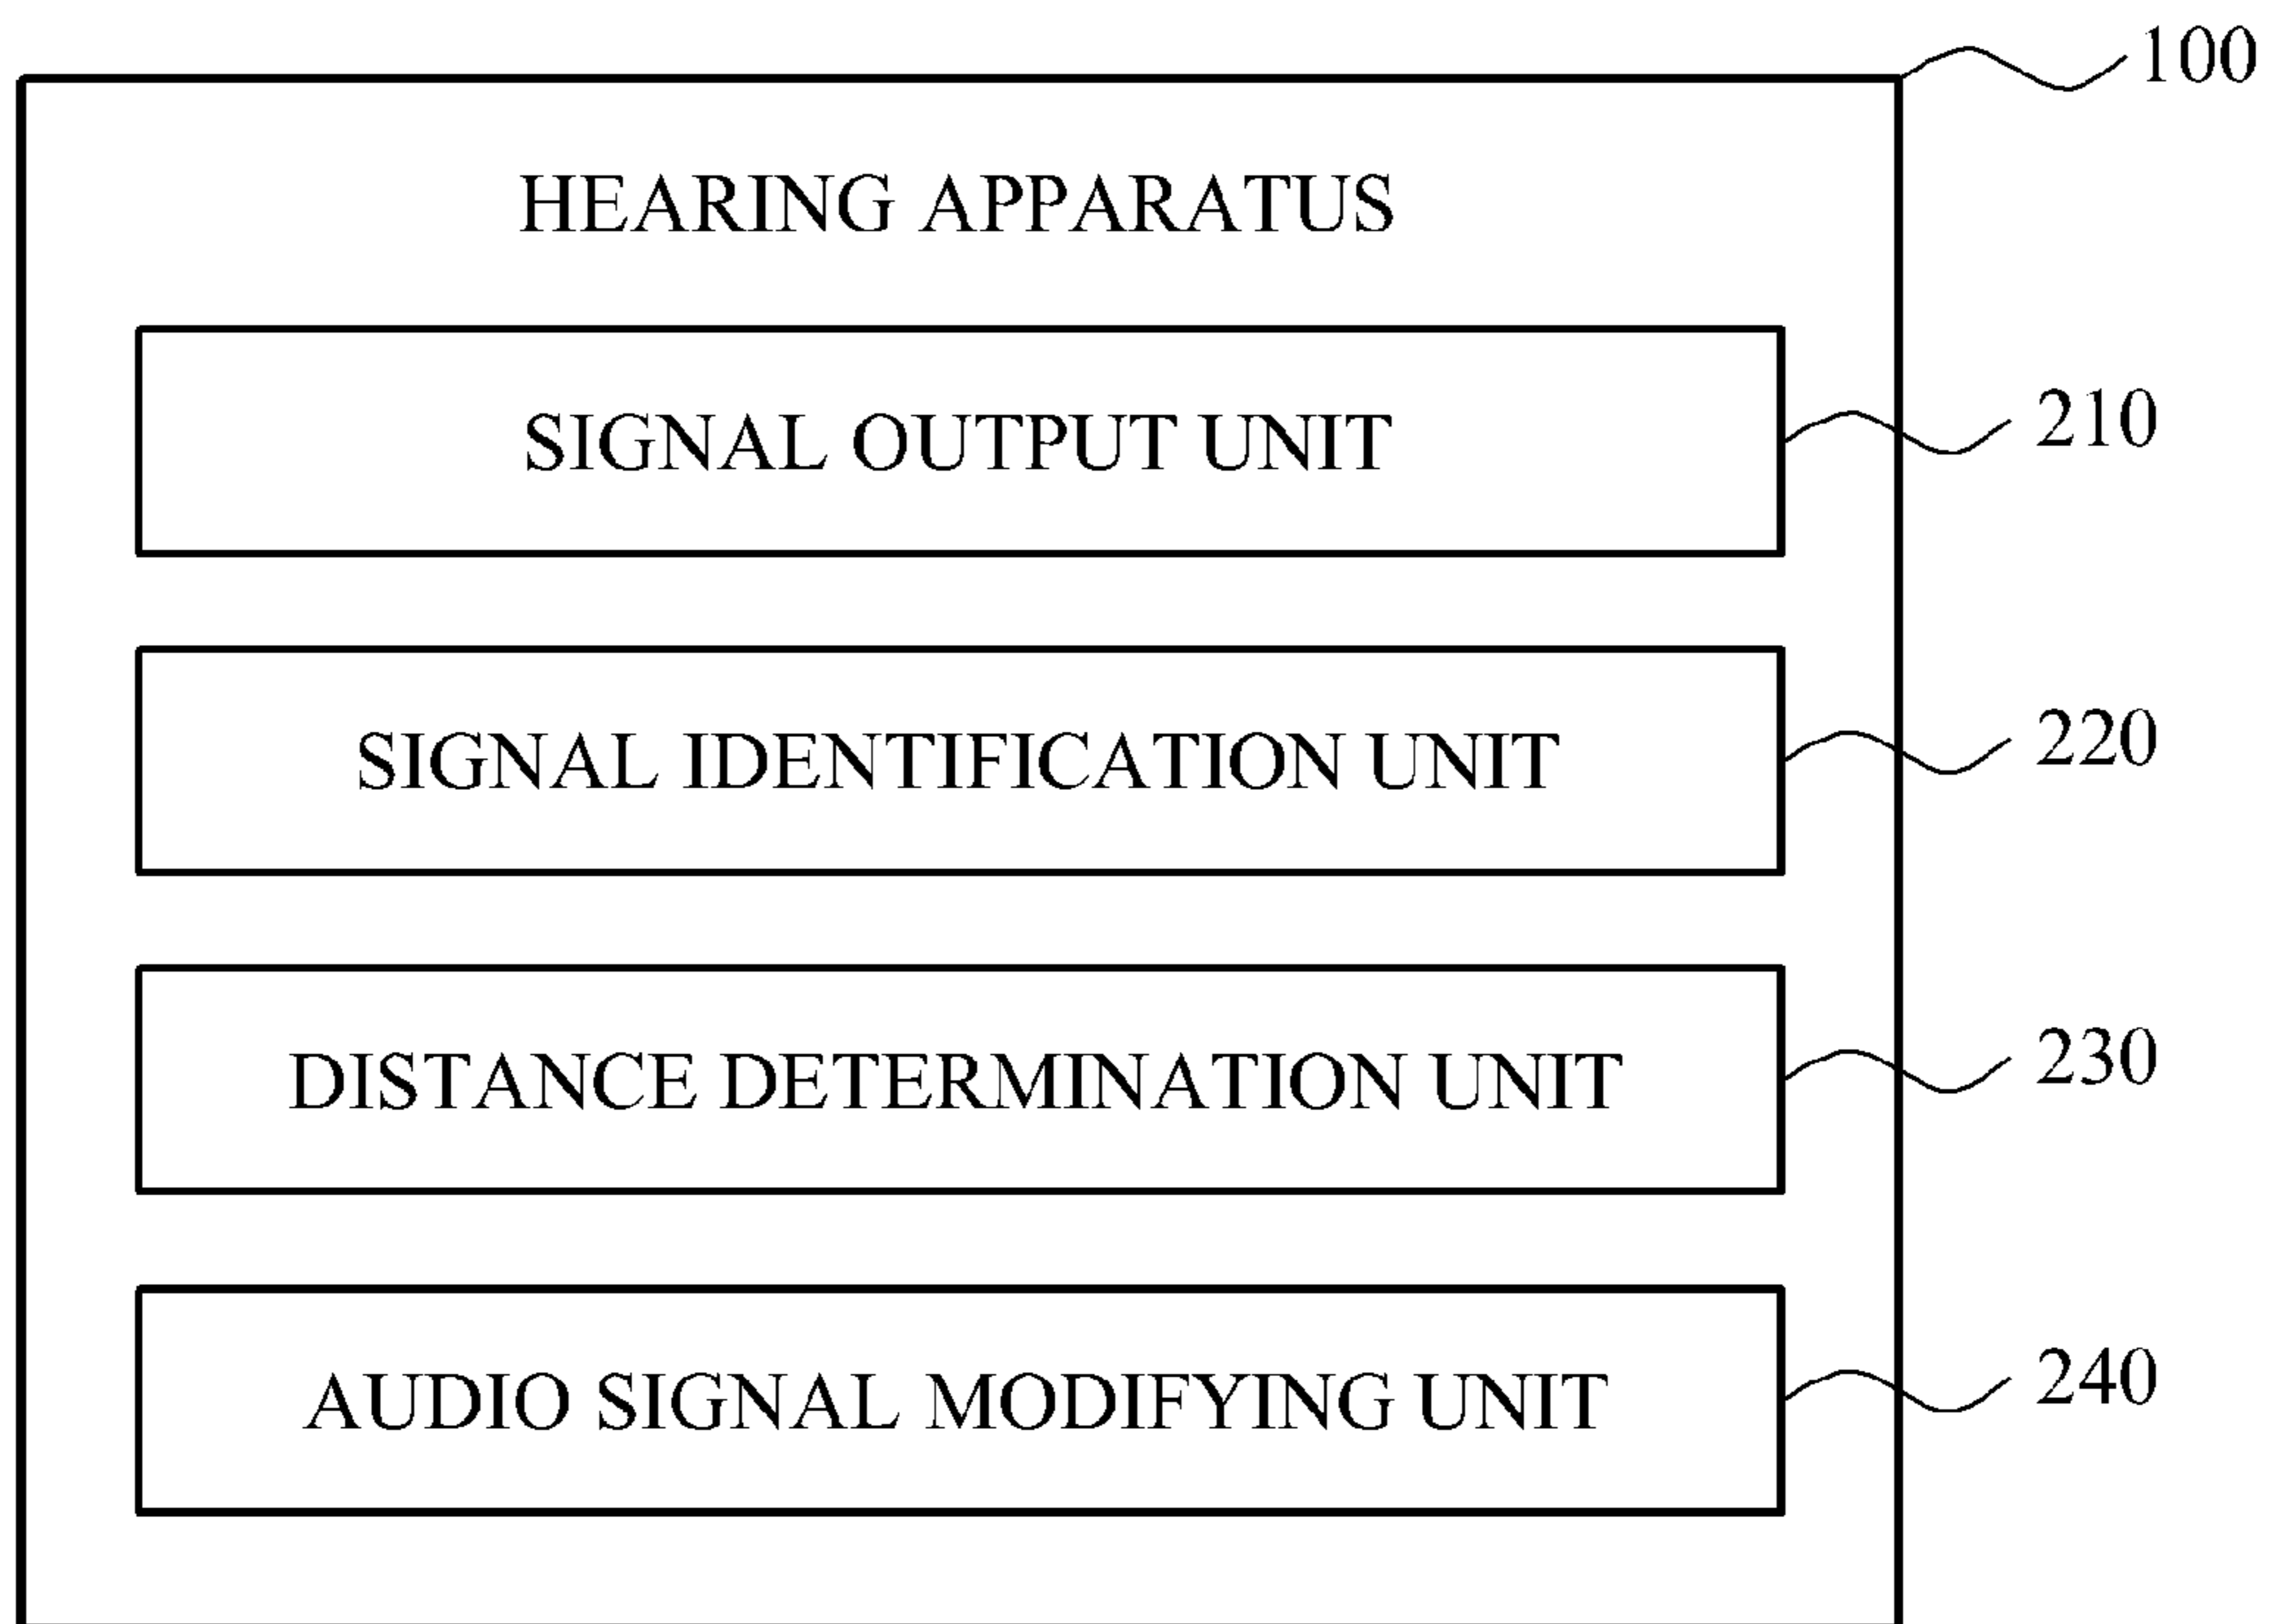 100
HEARING APPARATUS
SIGNAL OUTPUT UNIT
210
SIGNAL IDENTIFICATION UNIT
220
DISTANCE DETERMINATION UNIT
230
AUDIO SIGNAL MODIFYING UNIT
240